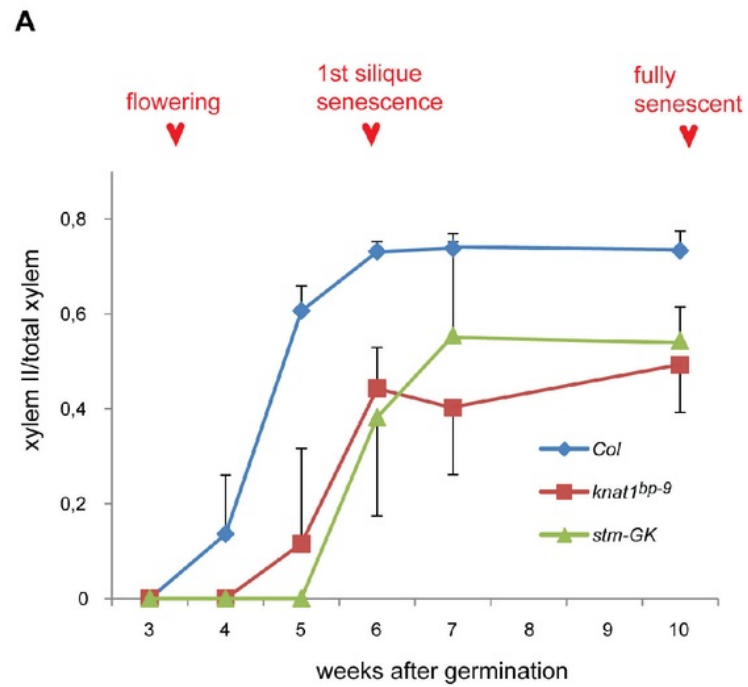 A
flowering
1st silique
senescence
fully
senescent
xylem II/total xylem
0,8
0,6
0,4
0,2
0
Col
knat1bp-9
stm-GK
3 4 5 6 7 8 9 10
weeks after germination